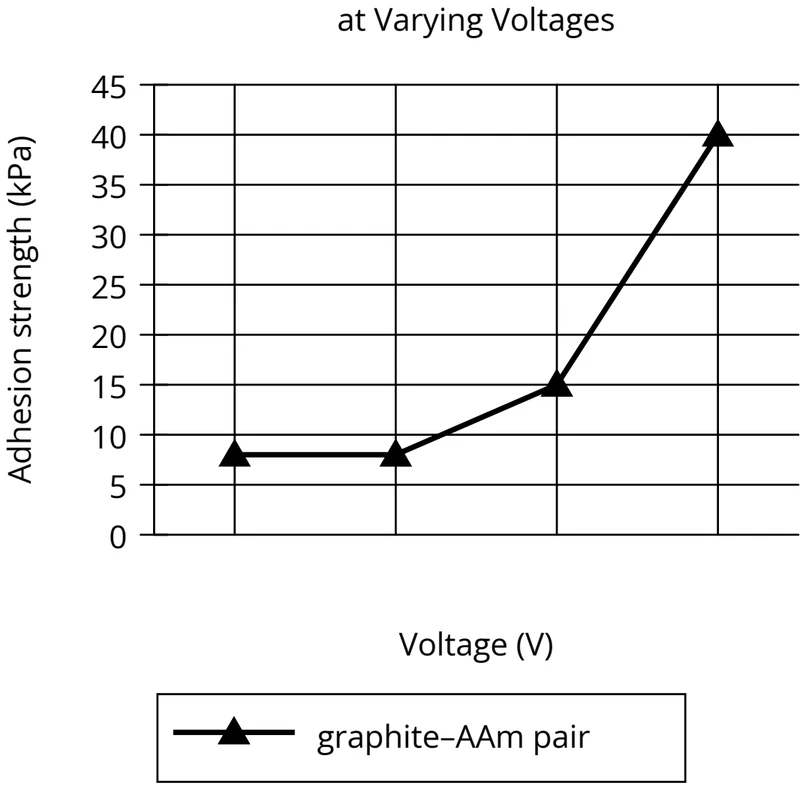 at Varying Voltages
Adhesion strength (kPa)
45
40
35
30
25
20
15
10
5
0
Voltage (V)
graphite–AAm pair